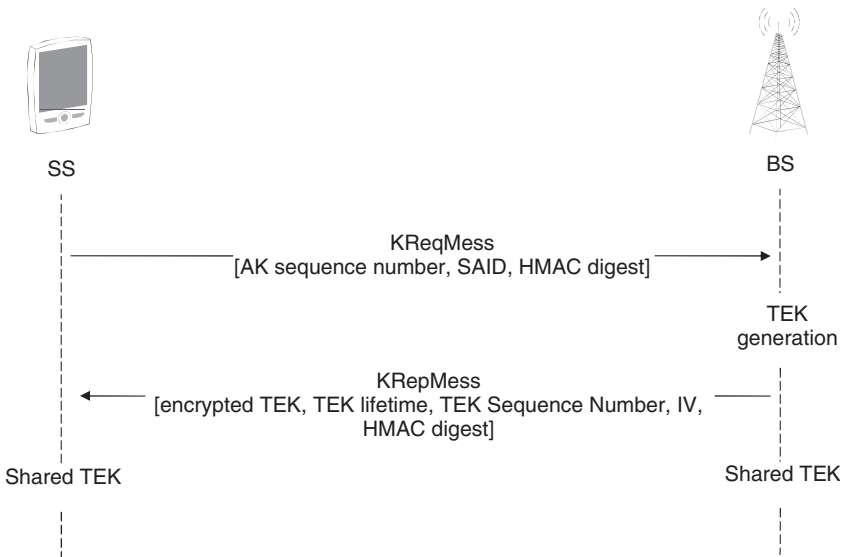 SS
BS
KReqMess
[AK sequence number, SAID, HMAC digest]
TEK
generation
KRepMess
[encrypted TEK, TEK lifetime, TEK Sequence Number, IV,
HMAC digest]
Shared TEK
Shared TEK